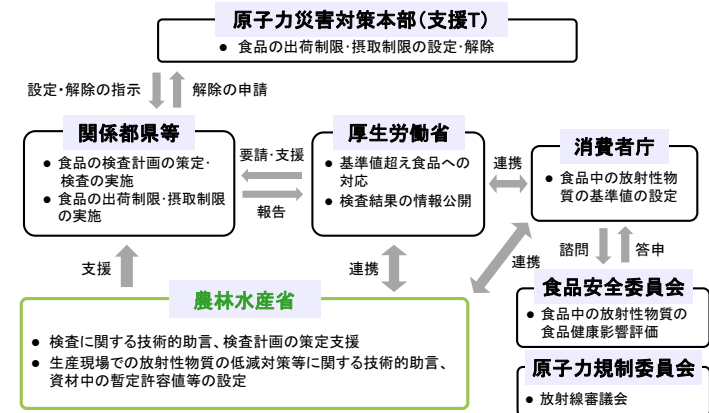 原子力災害対策本部(支援T)
● 食品の出荷制限・摂取制限の設定・解除
設定・解除の指示
解除の申請
関係都県等
● 食品の検査計画の策定・
検査の実施
● 食品の出荷制限・摂取制限
の実施
要請・支援
報告
厚生労働省
● 基準値超え食品への
対応
● 検査結果の情報公開
連携
消費者庁
● 食品中の放射性物
質の基準値の設定
支援
連携
連携
諮問
答申
農林水産省
● 検査に関する技術的助言、検査計画の策定支援
● 生産現場での放射性物質の低減対策等に関する技術的助言、
資材中の暫定許容値等の設定
食品安全委員会
● 食品中の放射性物質の
食品健康影響評価
原子力規制委員会
● 放射線審議会